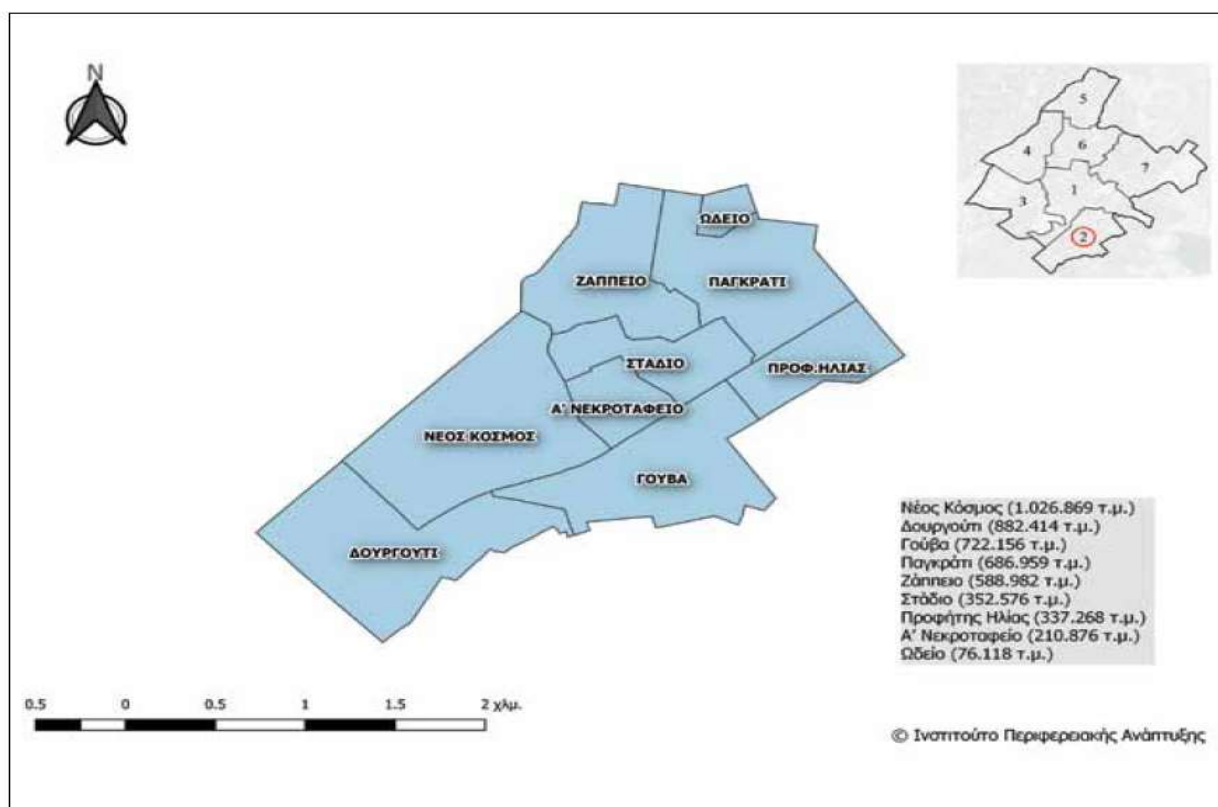 N
5
4
6
7
3
1
2
ΩΔΕΙΟ
ΖΑΠΠΕΙΟ
ΠΑΓΚΡΑΤΙ
ΣΤΑΔΙΟ
ΠΡΟΦ.ΗΛΙΑΣ
Α' ΝΕΚΡΟΤΑΦΕΙΟ
ΝΕΟΣ ΚΟΣΜΟΣ
ΓΟΥΒΑ
ΔΟΥΡΓΟΥΤΙ
Νέος Κόσμος (1.026.869 τ.μ.)
Δουργούτι (882.414 τ.μ.)
Γούβα (722.156 τ.μ.)
Παγκράτι (686.959 τ.μ.)
Ζάππειο (588.982 τ.μ.)
Στάδιο (352.576 τ.μ.)
Προφήτης Ηλίας (337.268 τ.μ.)
Α' Νεκροταφείο (210.876 τ.μ.)
Ωδείο (76.118 τ.μ.)
0.5 0 0.5 1 1.5 2 χλμ.
© Ινστιτούτο Περιφερειακής Ανάπτυξης